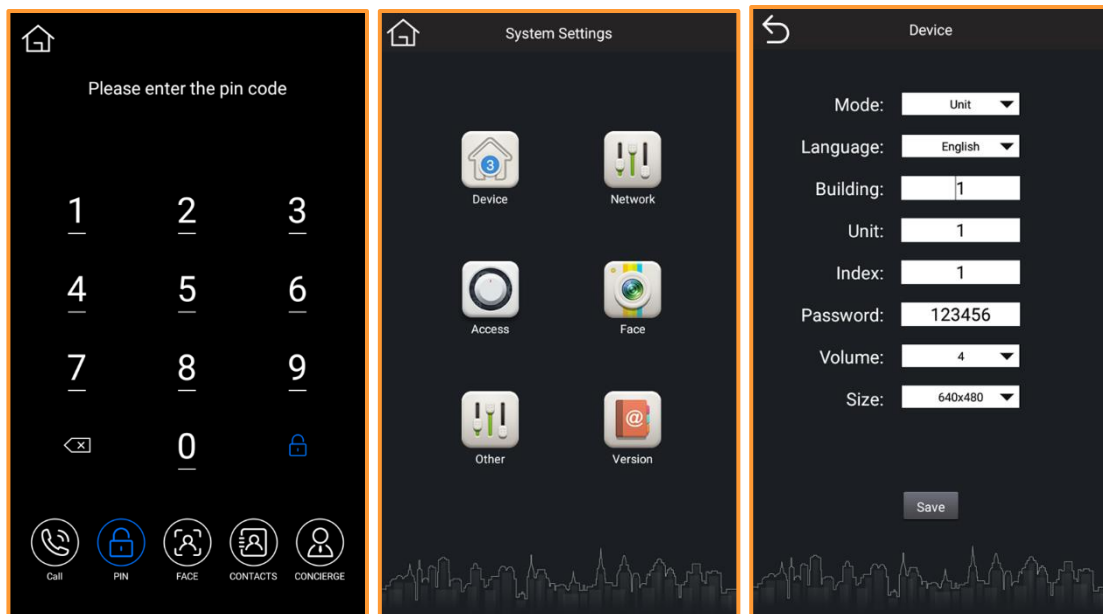 Please enter the pin code
1 2 3
4 5 6
7 8 9
0
Call PIN FACE CONTACTS CONCIERGE
System Settings
3
Device Network
Access Face
@
Other Version
Device
Mode: Unit
Language: English
Building: 1
Unit: 1
Index: 1
Password: 123456
Volume: 4
Size: 640x480
Save